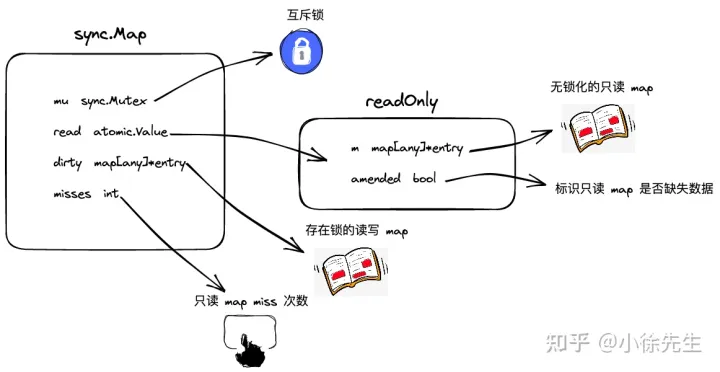 互斥锁
sync.Map
mu sync.Mutex
read atomic.Value
dirty map[any]*entry
misses int
readOnly
m map[any]*entry
amended bool
无锁化的只读 map
标识只读 map 是否缺失数据
存在锁的读写 map
只读 map miss 次数
知乎 @小徐先生